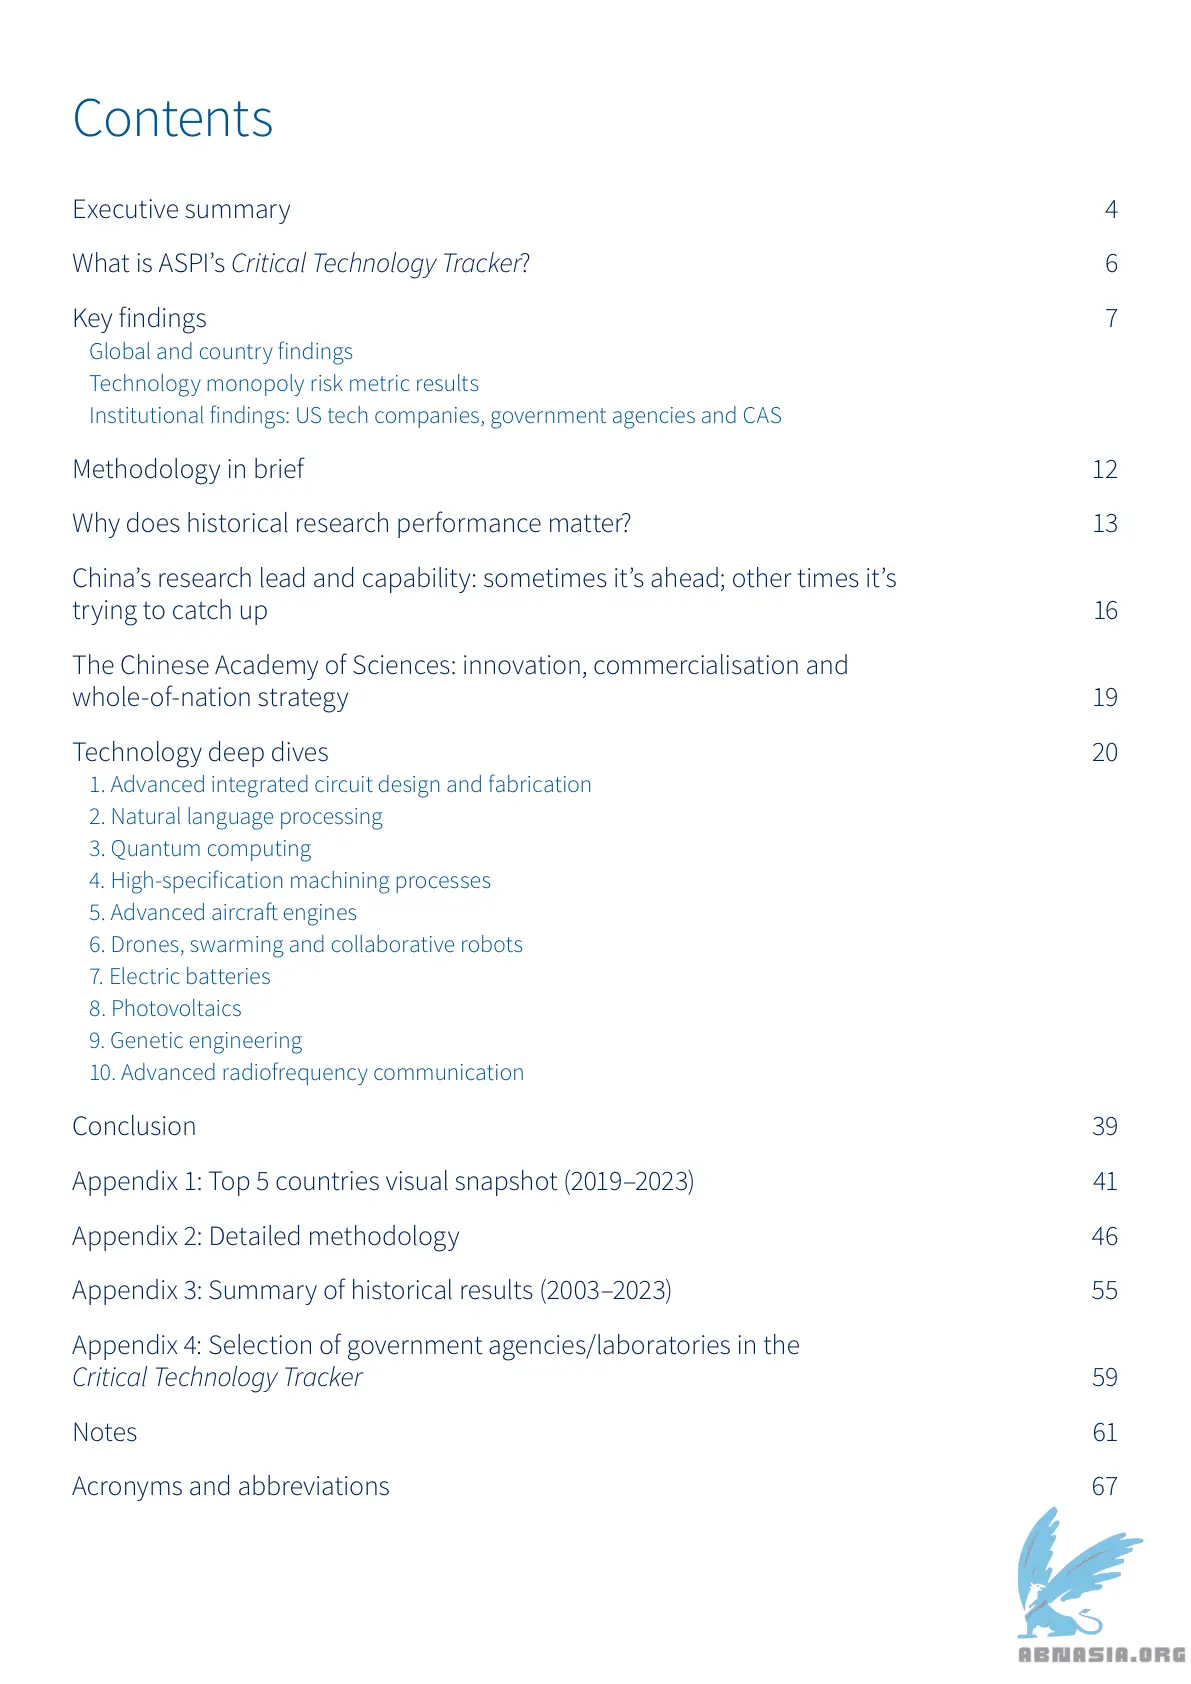 Contents
Executive summary 4
What is ASPI’s Critical Technology Tracker? 6
Key findings 7
Global and country findings
Technology monopoly risk metric results
Institutional findings: US tech companies, government agencies and CAS
Methodology in brief 12
Why does historical research performance matter? 13
China’s research lead and capability: sometimes it’s ahead; other times it’s
trying to catch up 16
The Chinese Academy of Sciences: innovation, commercialisation and
whole-of-nation strategy 19
Technology deep dives 20
1. Advanced integrated circuit design and fabrication
2. Natural language processing
3. Quantum computing
4. High-specification machining processes
5. Advanced aircraft engines
6. Drones, swarming and collaborative robots
7. Electric batteries
8. Photovoltaics
9. Genetic engineering
10. Advanced radiofrequency communication
Conclusion 39
Appendix 1: Top 5 countries visual snapshot (2019–2023) 41
Appendix 2: Detailed methodology 46
Appendix 3: Summary of historical results (2003–2023) 55
Appendix 4: Selection of government agencies/laboratories in the
Critical Technology Tracker 59
Notes 61
Acronyms and abbreviations 67
ABNASIA.ORG